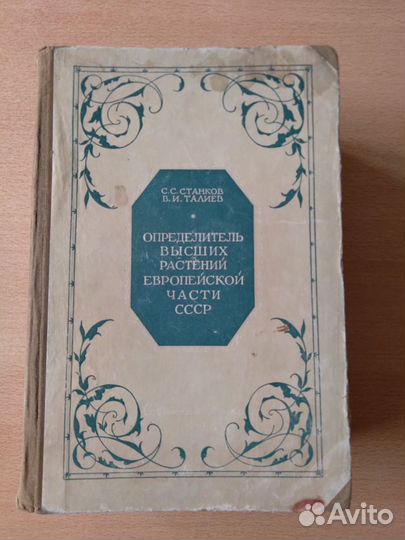 С. С. СТАНКОВ
В. И. ТАЛИЕВ
ОПРЕДЕЛИТЕЛЬ
ВЫСШИХ
РАСТЕНИЙ
ЕВРОПЕЙСКОЙ
ЧАСТИ
СССР
Avito